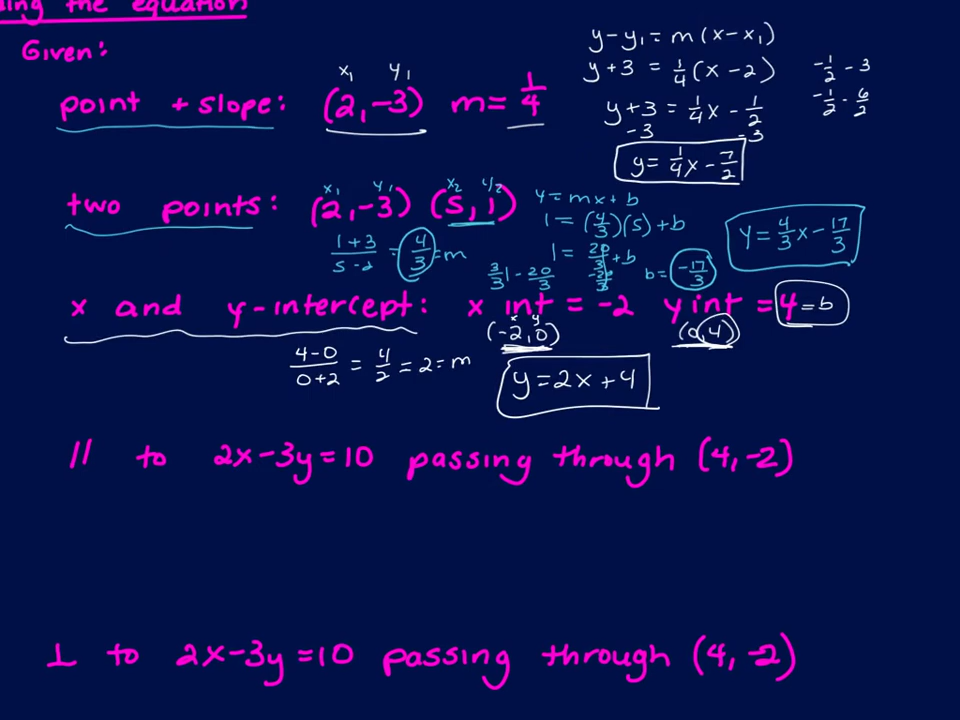 the equation
Given:
x₁ y₁
point + slope: (2, -3) m = 1/4
y - y₁ = m(x - x₁)
y + 3 = 1/4(x - 2)
y + 3 = 1/4x - 1/2
-3 -3
y = 1/4x - 7/2
-1/2 - 3
-1/2 - 6/2
x₁ y₁ x₂ y₂
two points: (2, -3) (5, 1)
1+3/5-2 = 4/3 = m
y = mx + b
1 = (4/3)(5) + b
1 = 20/3 + b
3/3 1 - 20/3
b = -17/3
y = 4/3x - 17/3
x and y-intercept: x int = -2 y int = 4 = b
x y
(-2, 0) (0, 4)
4-0/0+2 = 4/2 = 2 = m
y = 2x + 4
// to 2x - 3y = 10 passing through (4, -2)
⊥ to 2x - 3y = 10 passing through (4, -2)